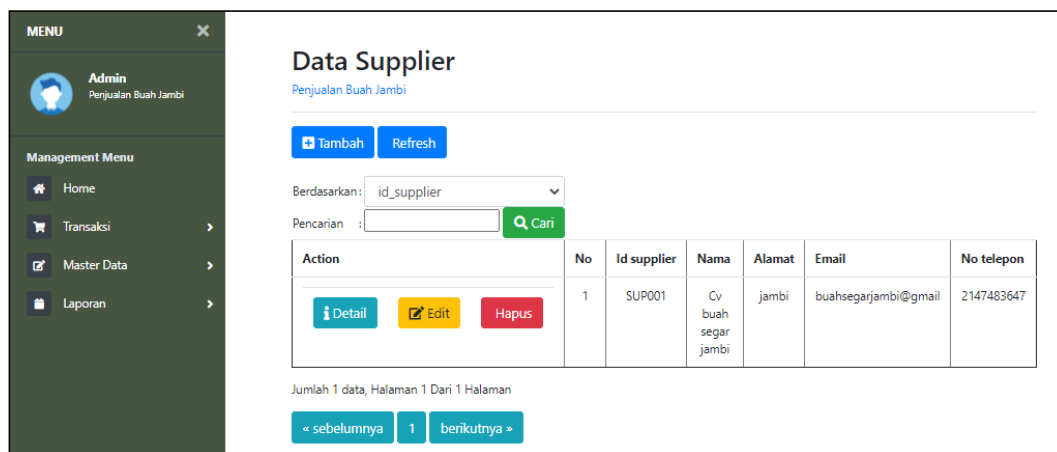 MENU ×
Admin
Penjualan Buah Jambi
Management Menu
Home
Transaksi
Master Data
Laporan
Data Supplier
Penjualan Buah Jambi
Tambah Refresh
Berdasarkan : id_supplier
Pencarian : Cari
Action No Id supplier Nama Alamat Email No telepon
Detail Edit Hapus 1 SUP001 Cv jambi buahsegarjambi@gmail 2147483647
buah
segar
jambi
Jumlah 1 data, Halaman 1 Dari 1 Halaman
« sebelumnya 1 berikutnya »